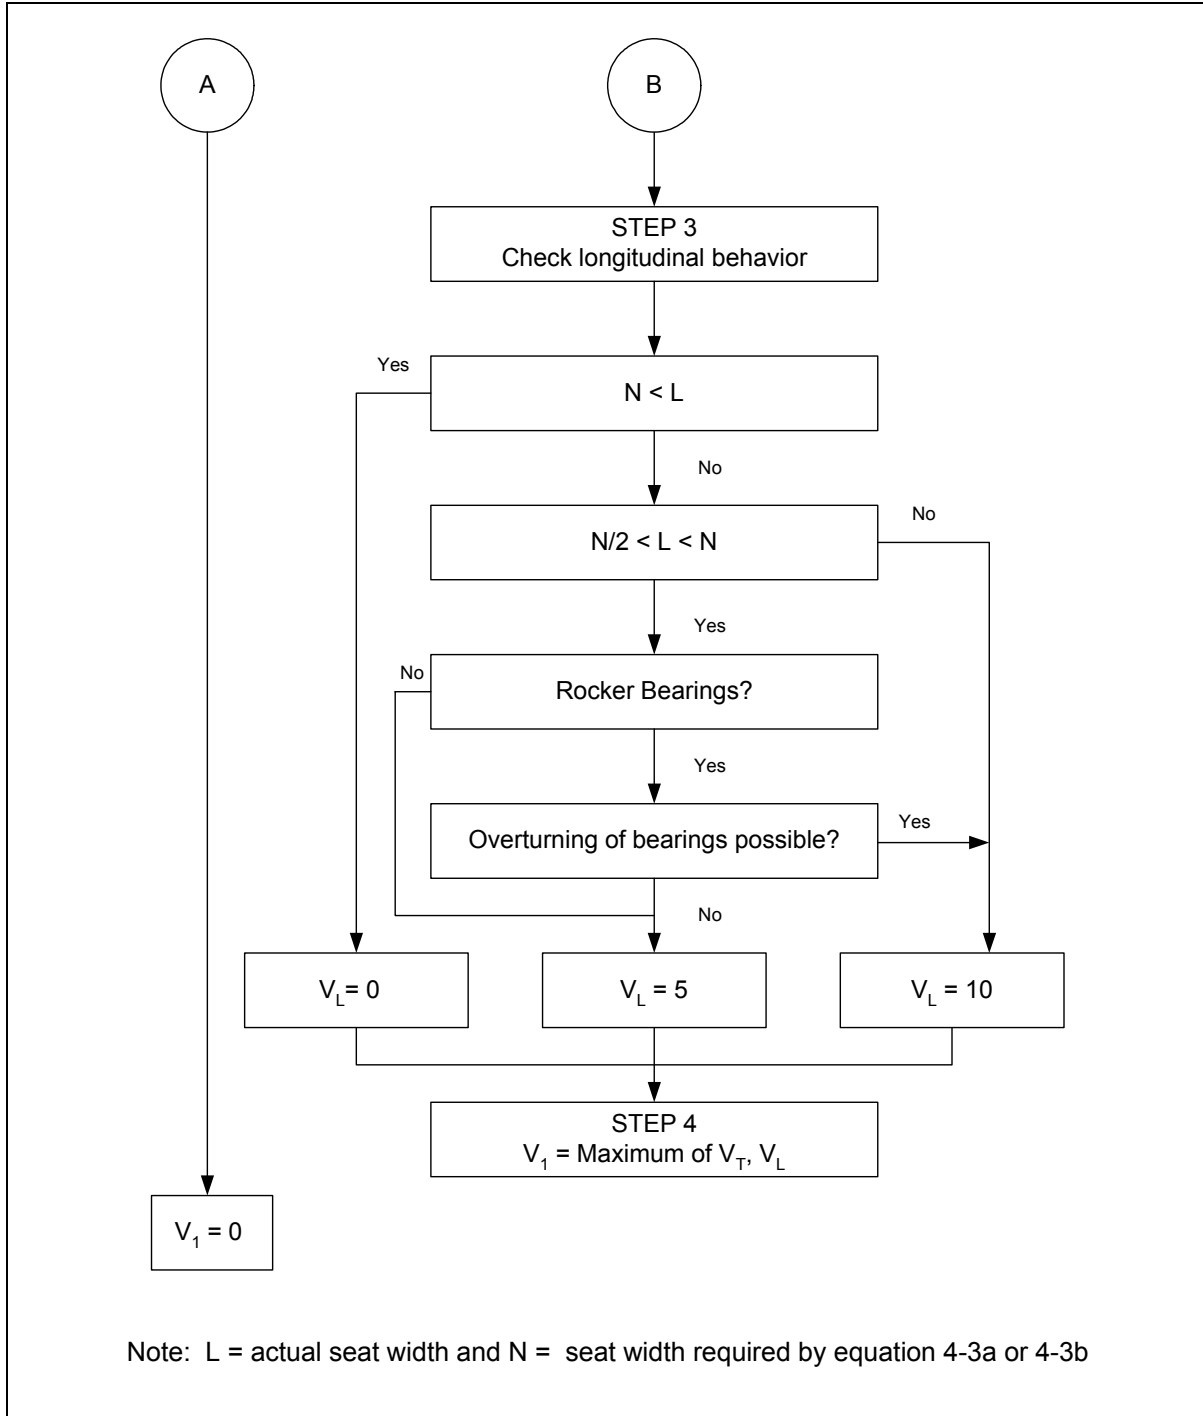 A
B
STEP 3
Check longitudinal behavior
Yes
N < L
No
No
N/2 < L < N
Yes
No
Rocker Bearings?
Yes
Overturning of bearings possible?
Yes
No
V_L= 0
V_L = 5
V_L = 10
STEP 4
V_1 = Maximum of V_T, V_L
V_1 = 0
Note: L = actual seat width and N = seat width required by equation 4-3a or 4-3b